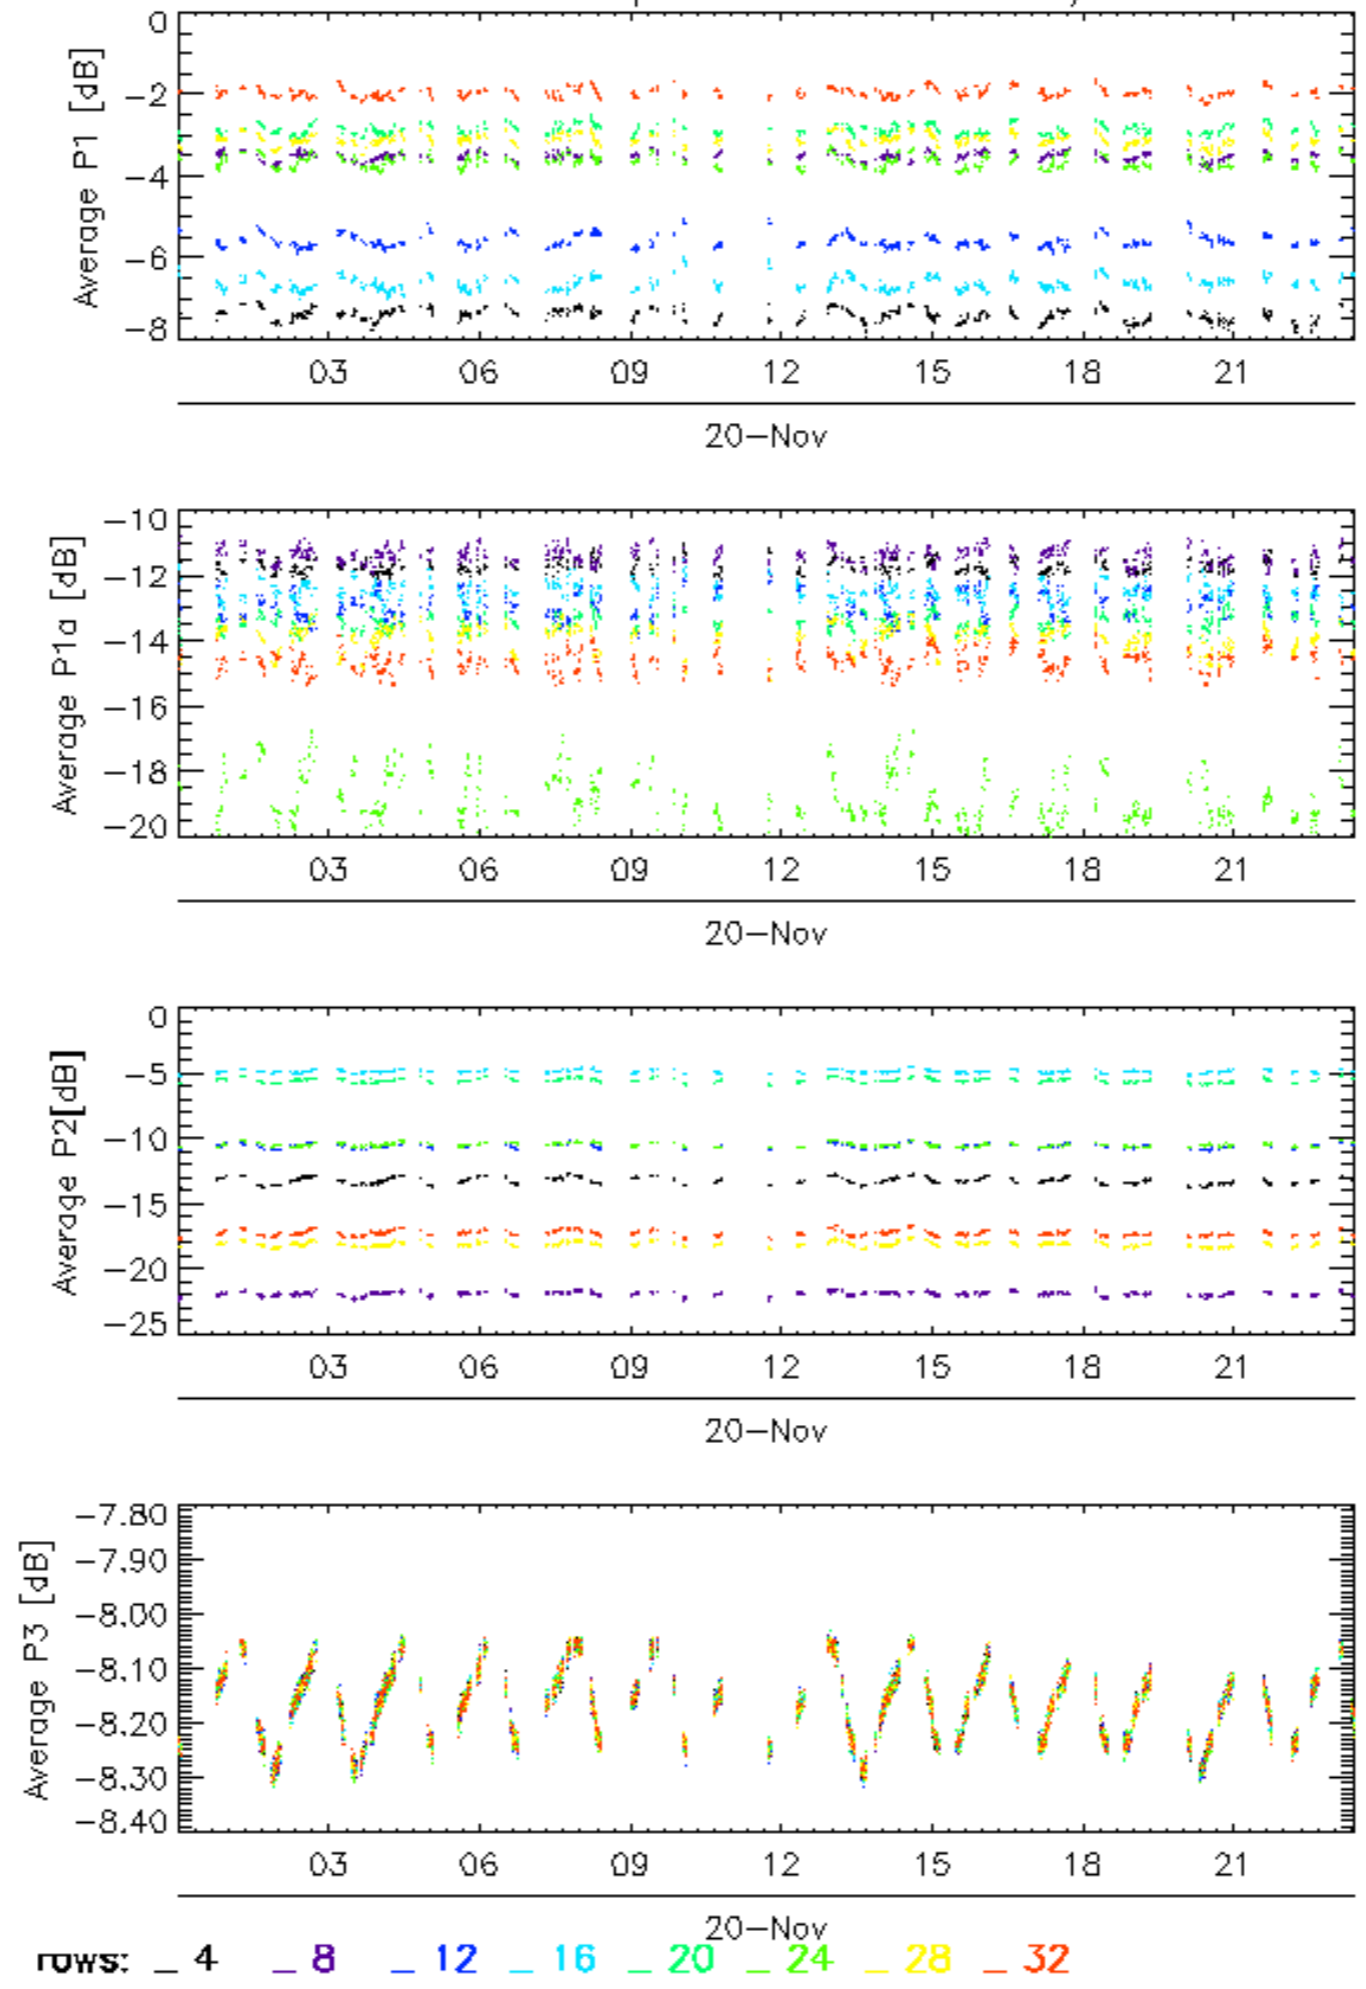 0
−2
−4
−6
−8
Average P1 [dB]
03 06 09 12 15 18 21
20−Nov
−10
−12
−14
−16
−18
−20
Average P1a [dB]
03 06 09 12 15 18 21
20−Nov
0
−5
−10
−15
−20
−25
Average P2[dB]
03 06 09 12 15 18 21
20−Nov
−7.80
−7.90
−8.00
−8.10
−8.20
−8.30
−8.40
Average P3 [dB]
03 06 09 12 15 18 21
20−Nov
rows: _ 4 _ 8 _ 12 _ 16 _ 20 _ 24 _ 28 _ 32